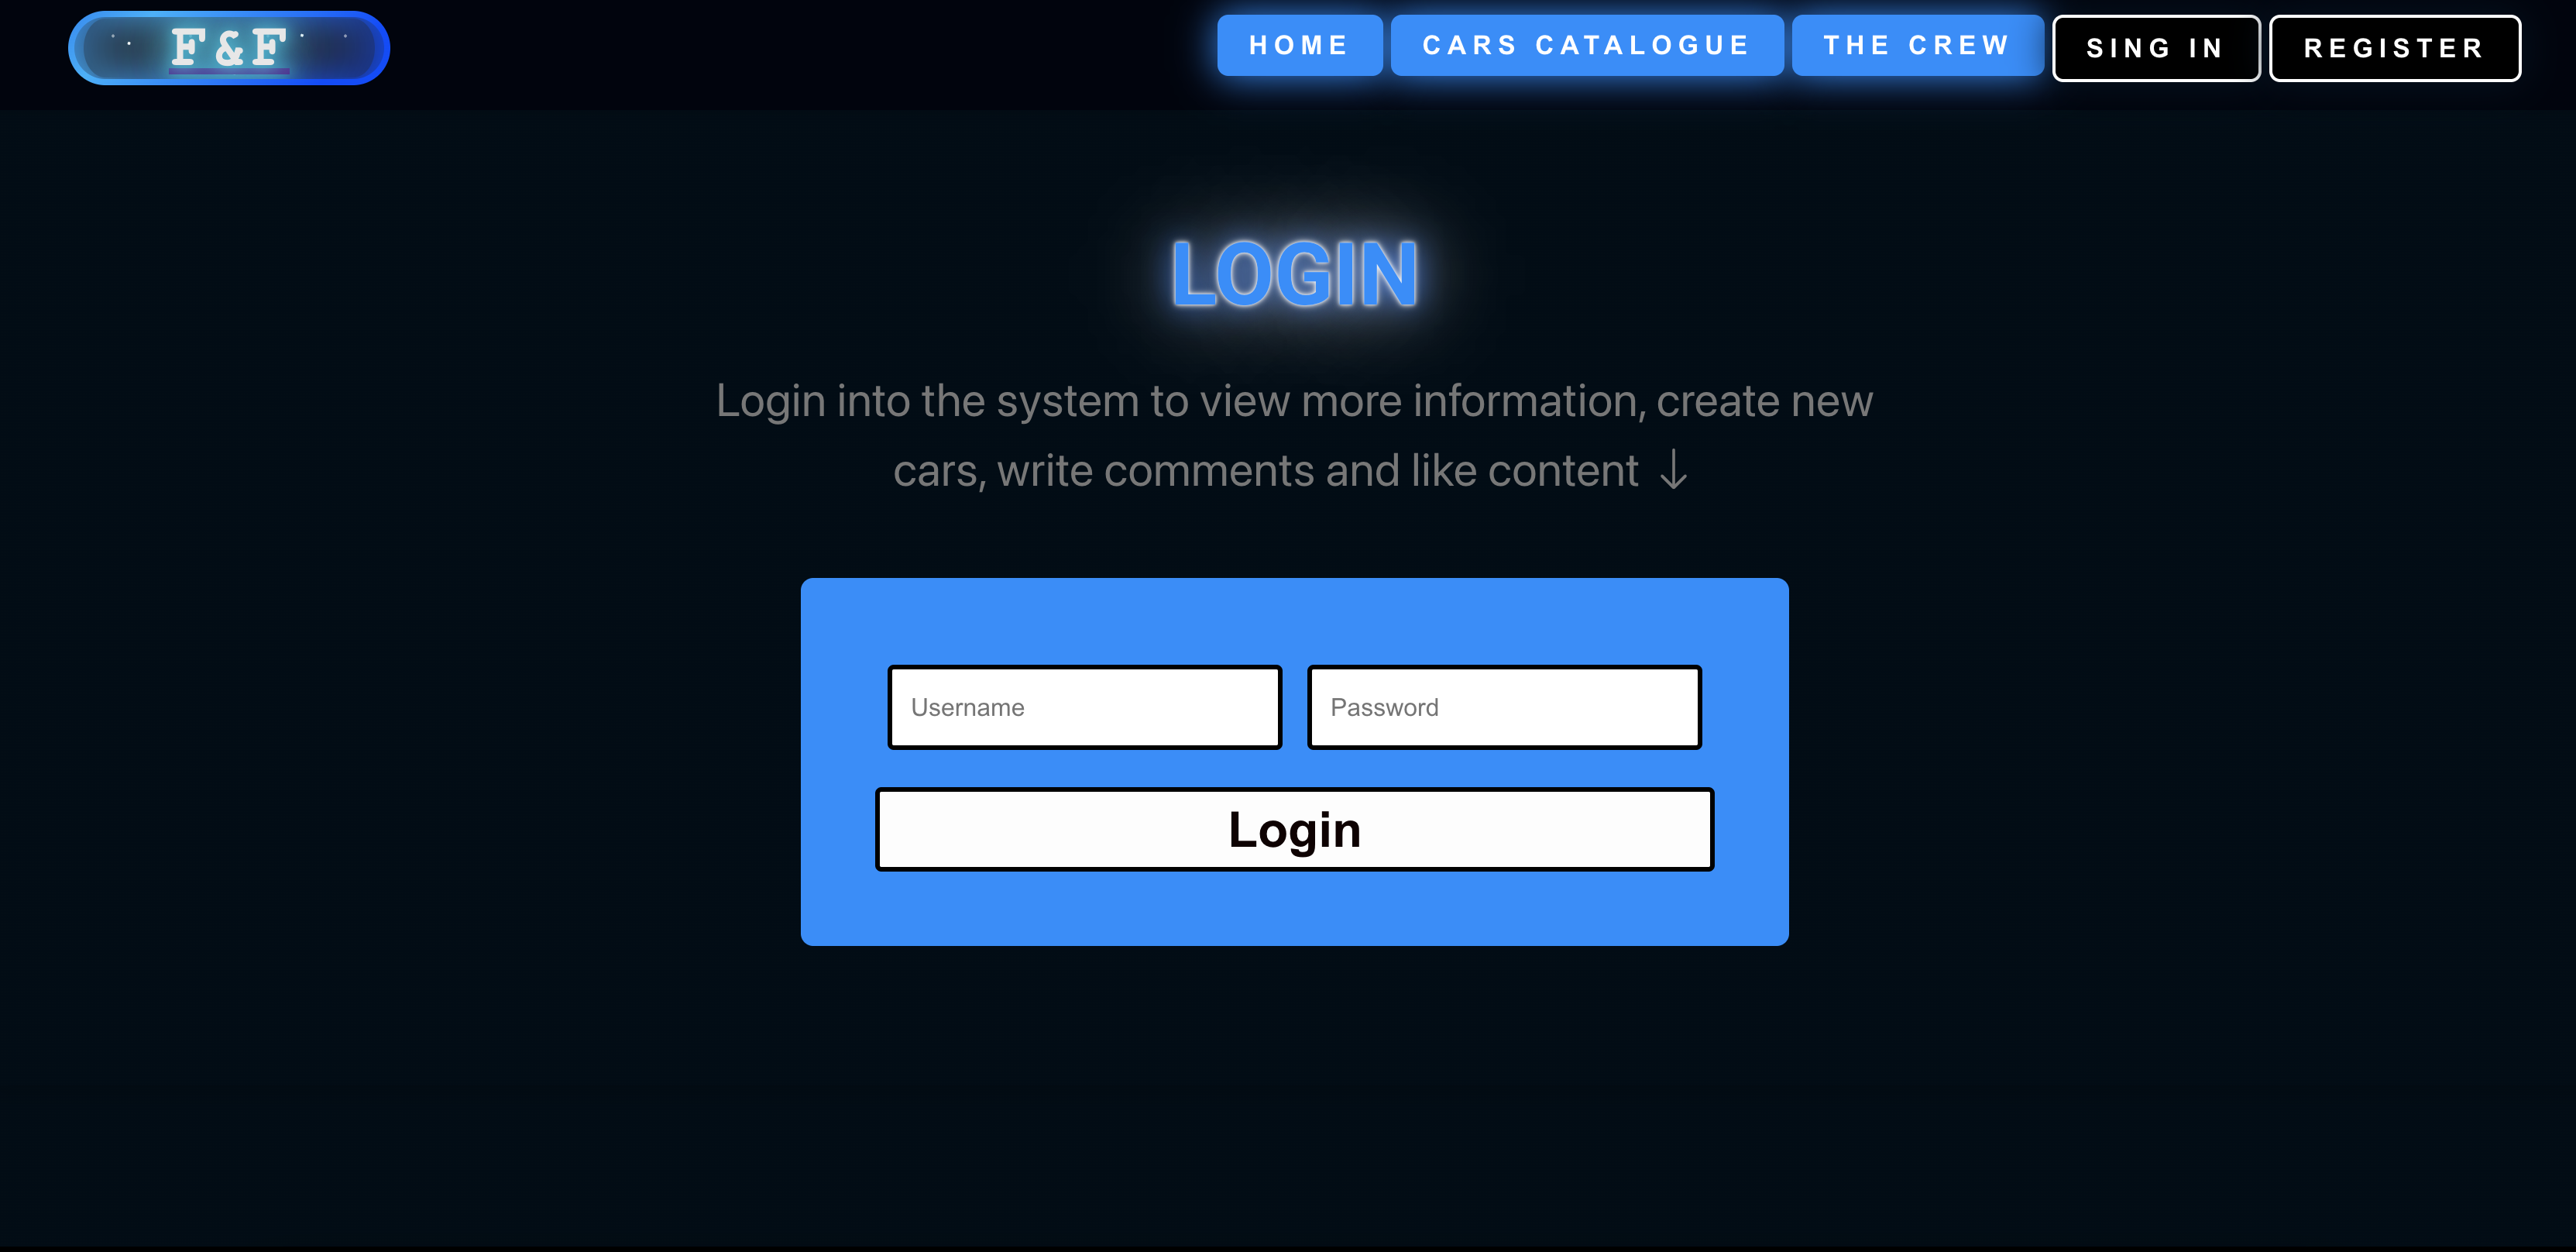 F&F
HOME
CARS CATALOGUE
THE CREW
SING IN
REGISTER
LOGIN
Login into the system to view more information, create new
cars, write comments and like content ↓
Username
Password
Login